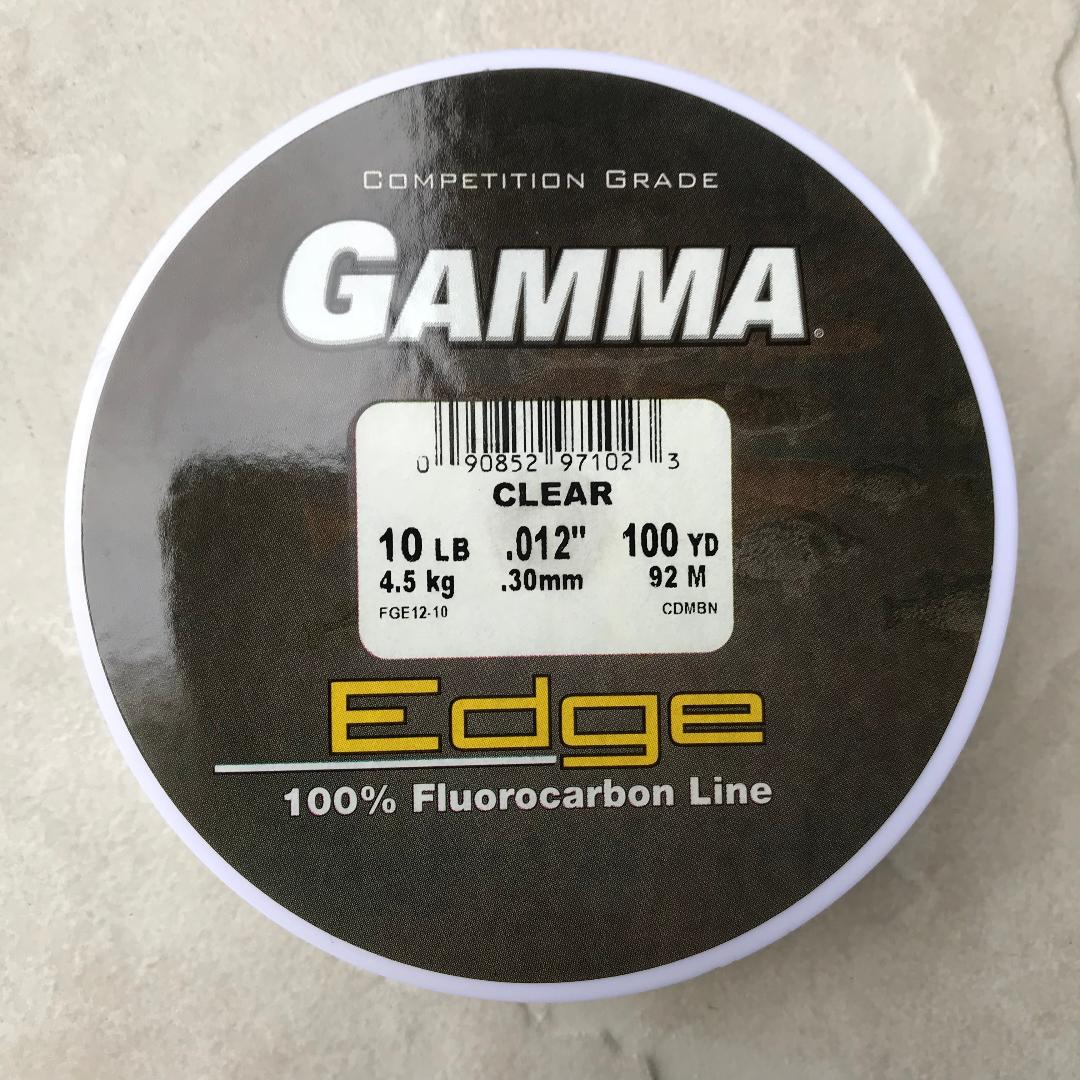 COMPETITION GRADE
GAMMA®
0 90852 97102 3
CLEAR
10 LB .012" 100 YD
4.5 kg .30mm 92 M
FGE12-10 CDMBN
Edge
100% Fluorocarbon Line